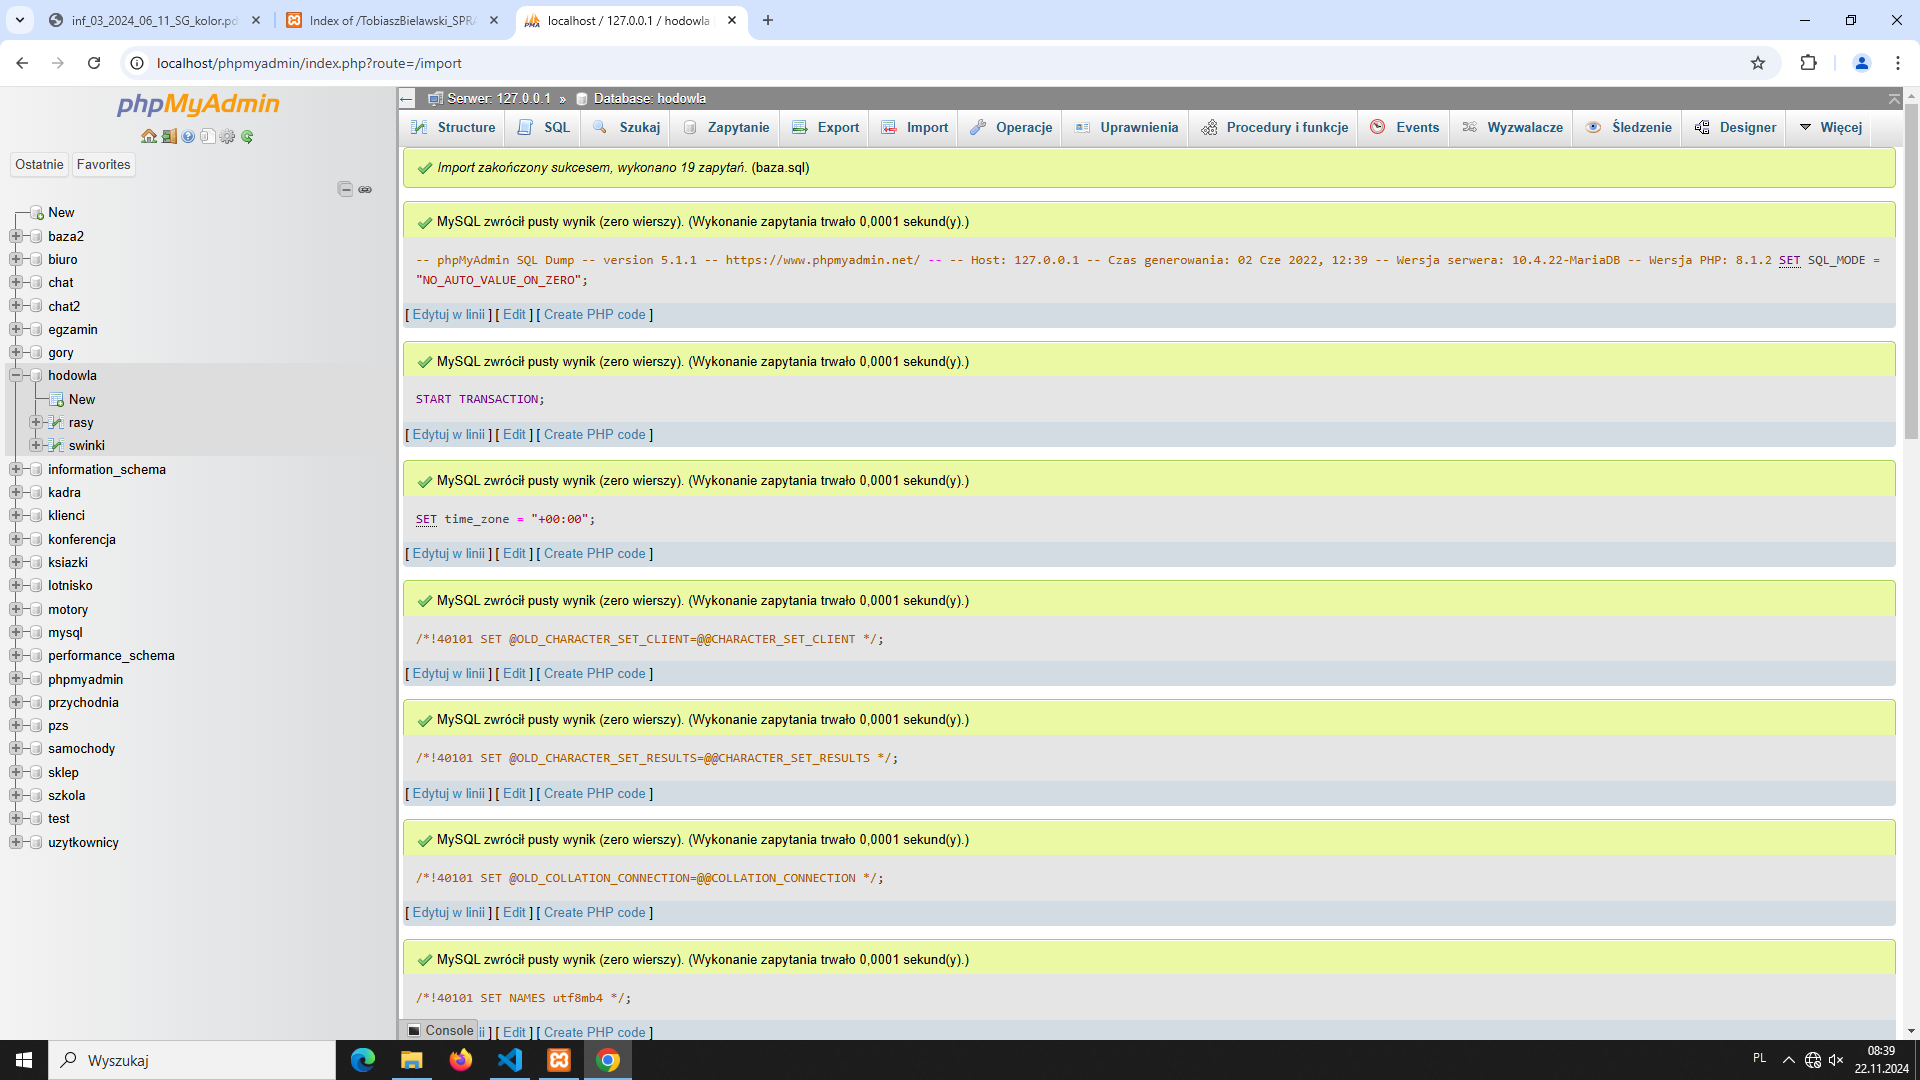 inf_03_2024_06_11_SG_kolor.pd
Index of /TobiaszBielawski_SPRA
localhost / 127.0.0.1 / hodowla
localhost/phpmyadmin/index.php?route=/import
phpMyAdmin
Ostatnie
Favorites
New
baza2
biuro
chat
chat2
egzamin
gory
hodowla
New
rasy
swinki
information_schema
kadra
klienci
konferencja
ksiazki
lotnisko
motory
mysql
performance_schema
phpmyadmin
przychodnia
pzs
samochody
sklep
szkola
test
uzytkownicy
Serwer: 127.0.0.1 » Database: hodowla
Structure SQL Szukaj Zapytanie Export Import Operacje Uprawnienia Procedury i funkcje Events Wyzwalacze Śledzenie Designer Więcej
Import zakończony sukcesem, wykonano 19 zapytań. (baza.sql)
MySQL zwrócił pusty wynik (zero wierszy). (Wykonanie zapytania trwało 0,0001 sekund(y).)
-- phpMyAdmin SQL Dump -- version 5.1.1 -- https://www.phpmyadmin.net/ -- -- Host: 127.0.0.1 -- Czas generowania: 02 Cze 2022, 12:39 -- Wersja serwera: 10.4.22-MariaDB -- Wersja PHP: 8.1.2 SET SQL_MODE =
"NO_AUTO_VALUE_ON_ZERO";
[ Edytuj w linii ] [ Edit ] [ Create PHP code ]
MySQL zwrócił pusty wynik (zero wierszy). (Wykonanie zapytania trwało 0,0001 sekund(y).)
START TRANSACTION;
[ Edytuj w linii ] [ Edit ] [ Create PHP code ]
MySQL zwrócił pusty wynik (zero wierszy). (Wykonanie zapytania trwało 0,0001 sekund(y).)
SET time_zone = "+00:00";
[ Edytuj w linii ] [ Edit ] [ Create PHP code ]
MySQL zwrócił pusty wynik (zero wierszy). (Wykonanie zapytania trwało 0,0001 sekund(y).)
/*!40101 SET @OLD_CHARACTER_SET_CLIENT=@@CHARACTER_SET_CLIENT */;
[ Edytuj w linii ] [ Edit ] [ Create PHP code ]
MySQL zwrócił pusty wynik (zero wierszy). (Wykonanie zapytania trwało 0,0001 sekund(y).)
/*!40101 SET @OLD_CHARACTER_SET_RESULTS=@@CHARACTER_SET_RESULTS */;
[ Edytuj w linii ] [ Edit ] [ Create PHP code ]
MySQL zwrócił pusty wynik (zero wierszy). (Wykonanie zapytania trwało 0,0001 sekund(y).)
/*!40101 SET @OLD_COLLATION_CONNECTION=@@COLLATION_CONNECTION */;
[ Edytuj w linii ] [ Edit ] [ Create PHP code ]
MySQL zwrócił pusty wynik (zero wierszy). (Wykonanie zapytania trwało 0,0001 sekund(y).)
/*!40101 SET NAMES utf8mb4 */;
Console ii ] [ Edit ] [ Create PHP code ]
Wyszukaj
PL
08:39
22.11.2024